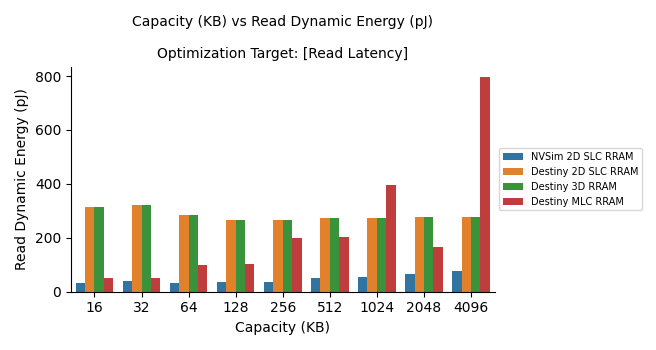 Capacity (KB) vs Read Dynamic Energy (pJ)
Optimization Target: [Read Latency]
Read Dynamic Energy (pJ)
800
600
400
200
0
16 32 64 128 256 512 1024 2048 4096
Capacity (KB)
NVSim 2D SLC RRAM
Destiny 2D SLC RRAM
Destiny 3D RRAM
Destiny MLC RRAM